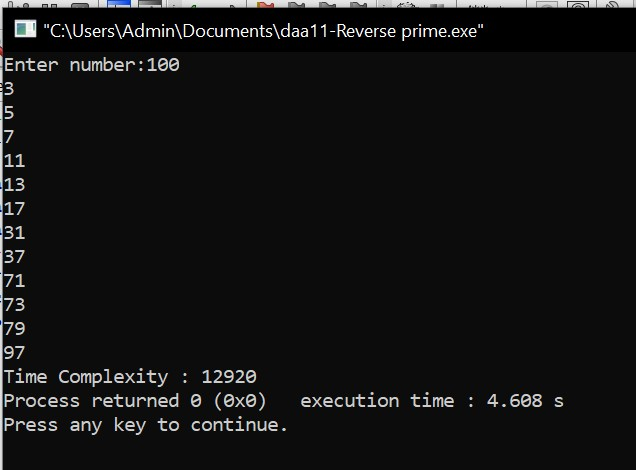 "C:\Users\Admin\Documents\daa11-Reverse prime.exe"
Enter number:100
3
5
7
11
13
17
31
37
71
73
79
97
Time Complexity : 12920
Process returned 0 (0x0)   execution time : 4.608 s
Press any key to continue.